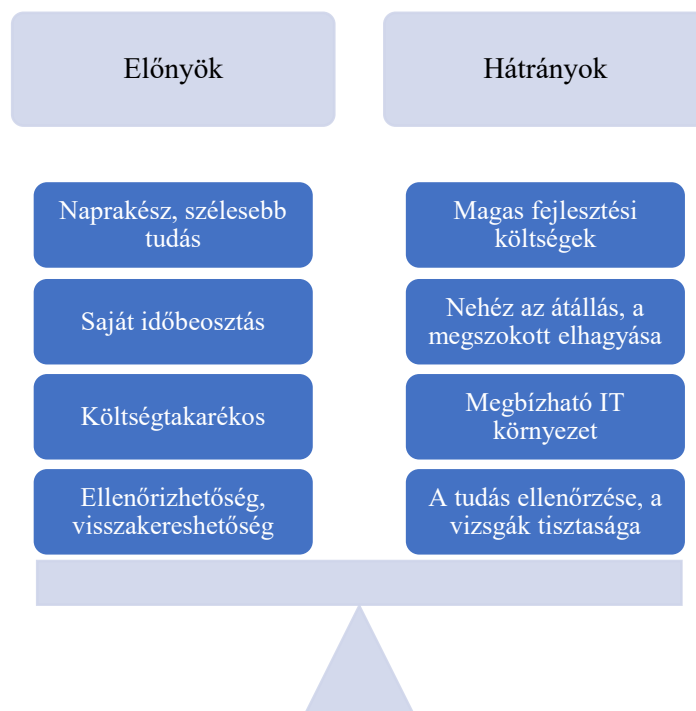 Előnyök
Hátrányok
Naprakész, szélesebb
tudás
Magas fejlesztési
költségek
Saját időbeosztás
Nehéz az átállás, a
megszokott elhagyása
Költségtakarékos
Megbízható IT
környezet
Ellenőrizhetőség,
visszakereshetőség
A tudás ellenőrzése, a
vizsgák tisztasága